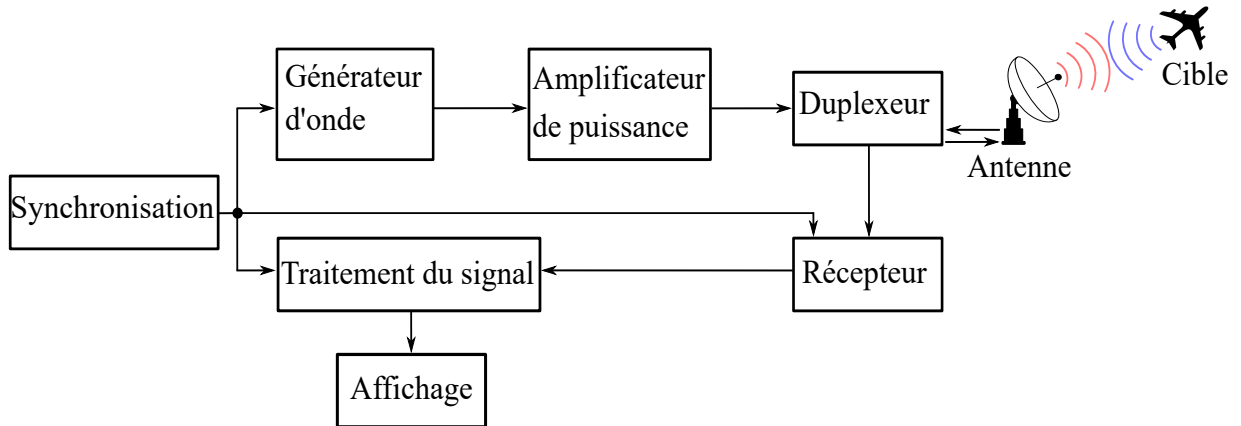 Générateur
d'onde
Amplificateur
de puissance
Duplexeur
Cible
Antenne
Synchronisation
Traitement du signal
Récepteur
Affichage